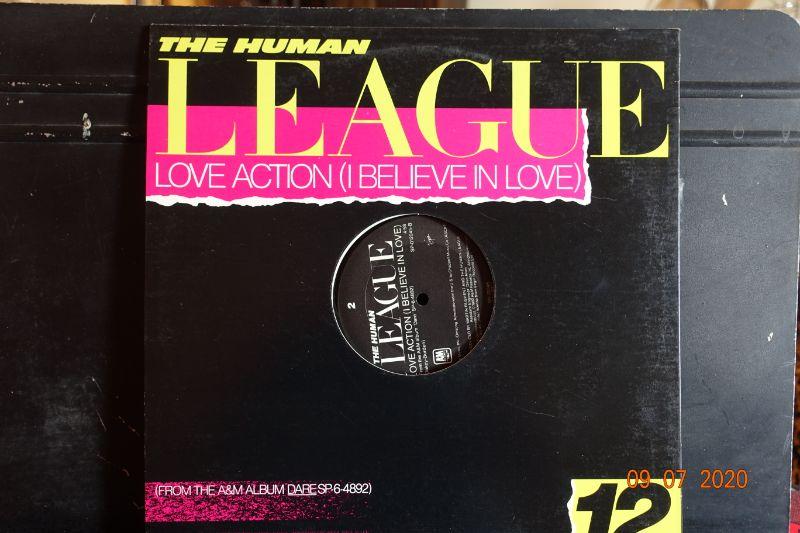 THE HUMAN
LEAGUE
LOVE ACTION (I BELIEVE IN LOVE)
2
THE HUMAN
LEAGUE
LOVE ACTION (I BELIEVE IN LOVE)
A&M
(FROM THE A&M ALBUM DARE SP-6-4892)
12
09 07 2020